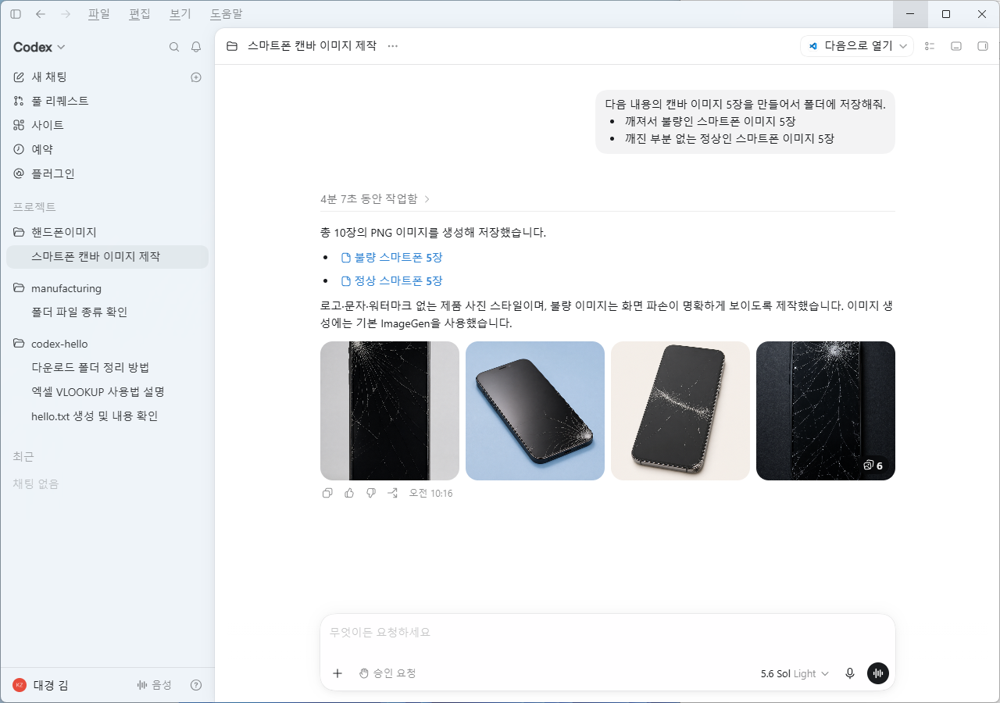 파일 편집 보기 도움말
Codex
새 채팅
풀 리퀘스트
사이트
예약
플러그인
프로젝트
핸드폰이미지
스마트폰 캔바 이미지 제작
manufacturing
폴더 파일 종류 확인
codex-hello
다운로드 폴더 정리 방법
엑셀 VLOOKUP 사용법 설명
hello.txt 생성 및 내용 확인
최근
채팅 없음
KZ 대경 김
음성
스마트폰 캔바 이미지 제작
다음으로 열기
다음 내용의 캔바 이미지 5장을 만들어서 폴더에 저장해줘.
• 깨져서 불량인 스마트폰 이미지 5장
• 깨진 부분 없는 정상인 스마트폰 이미지 5장
4분 7초 동안 작업함
총 10장의 PNG 이미지를 생성해 저장했습니다.
• 불량 스마트폰 5장
• 정상 스마트폰 5장
로고·문자·워터마크 없는 제품 사진 스타일이며, 불량 이미지는 화면 파손이 명확하게 보이도록 제작했습니다. 이미지 생
성에는 기본 ImageGen을 사용했습니다.
6
오전 10:16
무엇이든 요청하세요
승인 요청
5.6 Sol Light